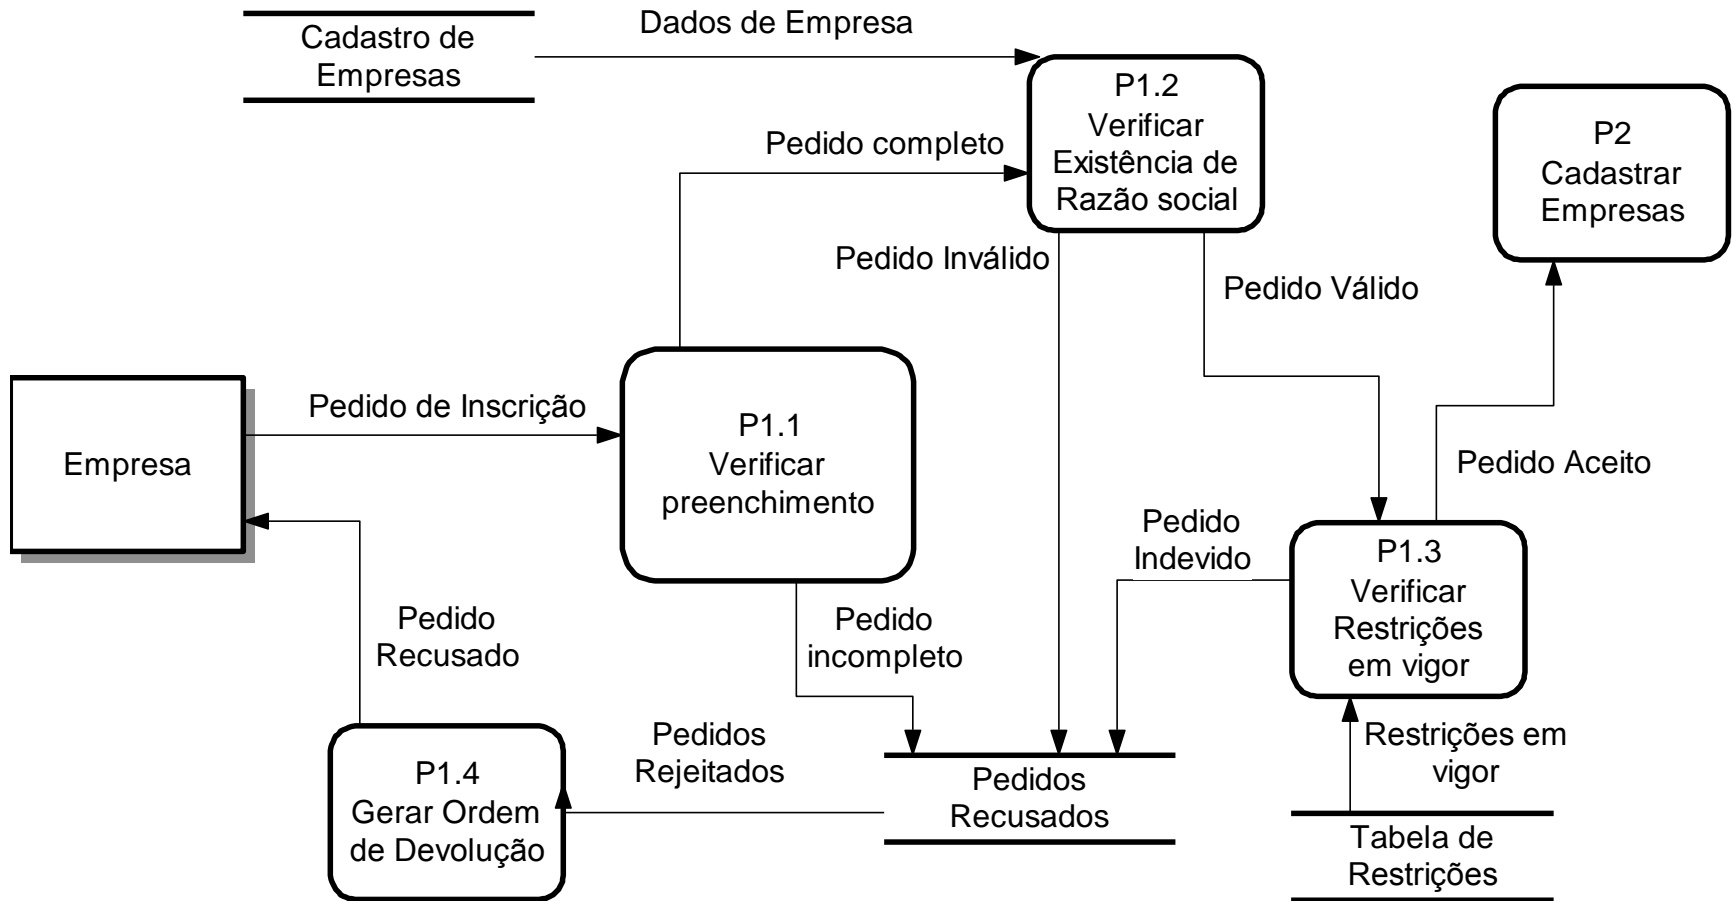 Cadastro de
Empresas
Dados de Empresa
P1.2
Verificar
Existência de
Razão social
P2
Cadastrar
Empresas
Pedido completo
Pedido Inválido
Pedido Válido
Empresa
Pedido de Inscrição
P1.1
Verificar
preenchimento
Pedido Aceito
Pedido
Indevido
P1.3
Verificar
Restrições
em vigor
Pedido
Recusado
Pedido
incompleto
P1.4
Gerar Ordem
de Devolução
Pedidos
Rejeitados
Pedidos
Recusados
Restrições em
vigor
Tabela de
Restrições